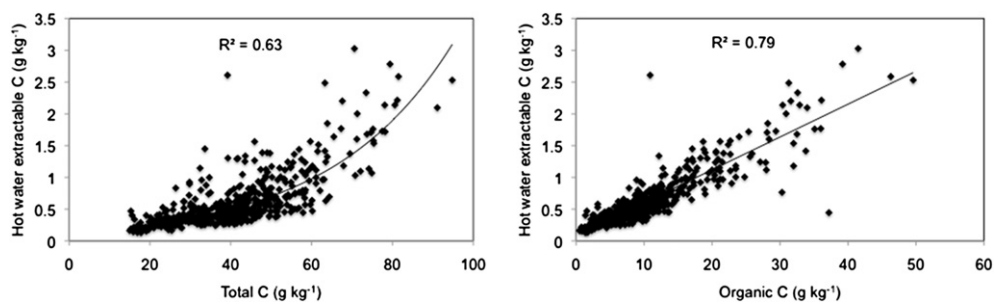 Hot water extractable C (g kg⁻¹)
3.5
3
2.5
2
1.5
1
0.5
0
R² = 0.63
0 20 40 60 80 100
Total C (g kg⁻¹)
Hot water extractable C (g kg⁻¹)
3.5
3
2.5
2
1.5
1
0.5
0
R² = 0.79
0 10 20 30 40 50 60
Organic C (g kg⁻¹)